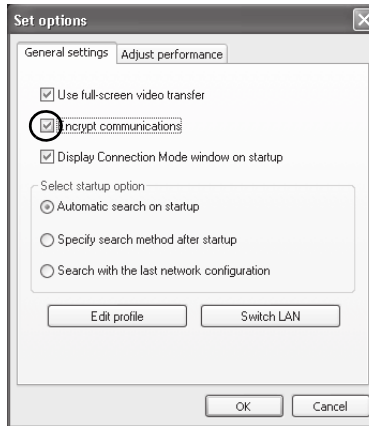 Set options
General settings
Adjust performance
Use full-screen video transfer
Encrypt communications
Display Connection Mode window on startup
Select startup option
Automatic search on startup
Specify search method after startup
Search with the last network configuration
Edit profile
Switch LAN
OK
Cancel